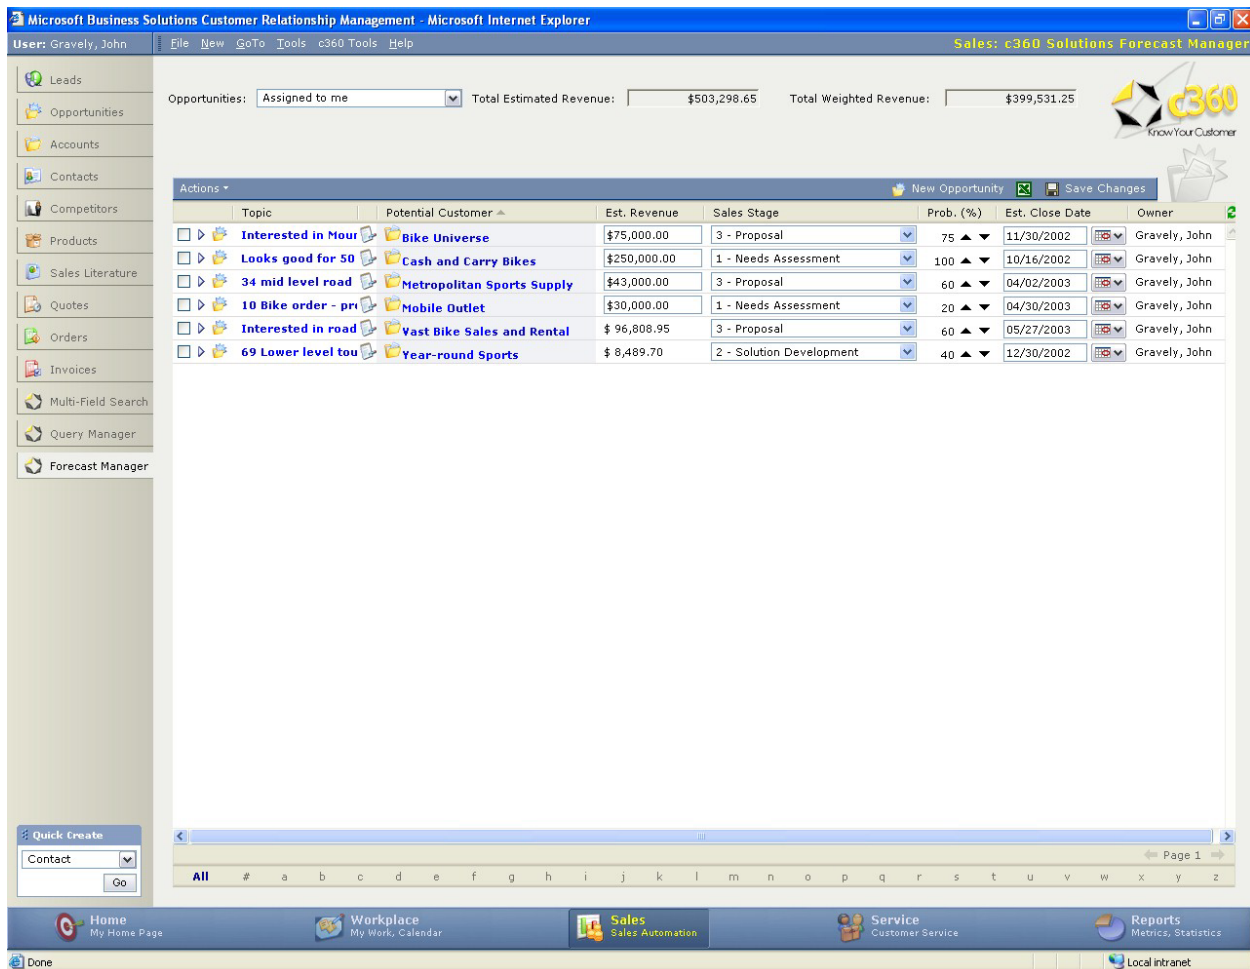 Microsoft Business Solutions Customer Relationship Management - Microsoft Internet Explorer
User: Gravely, John File New GoTo Tools c360 Tools Help Sales: c360 Solutions Forecast Manager
Leads
Opportunities
Accounts
Contacts
Competitors
Products
Sales Literature
Quotes
Orders
Invoices
Multi-Field Search
Query Manager
Forecast Manager
Opportunities: Assigned to me Total Estimated Revenue: $503,298.65 Total Weighted Revenue: $399,531.25
c360
Know Your Customer
Actions New Opportunity Save Changes
Topic Potential Customer Est. Revenue Sales Stage Prob. (%) Est. Close Date Owner
Interested in Mour Bike Universe $75,000.00 3 - Proposal 75 11/30/2002 Gravely, John
Looks good for 50 Cash and Carry Bikes $250,000.00 1 - Needs Assessment 100 10/16/2002 Gravely, John
34 mid level road Metropolitan Sports Supply $43,000.00 3 - Proposal 60 04/02/2003 Gravely, John
10 Bike order - pr Mobile Outlet $30,000.00 1 - Needs Assessment 20 04/30/2003 Gravely, John
Interested in road Vast Bike Sales and Rental $ 96,808.95 3 - Proposal 60 05/27/2003 Gravely, John
69 Lower level tou Year-round Sports $ 8,489.70 2 - Solution Development 40 12/30/2002 Gravely, John
Quick Create
Contact
Go
Page 1
All # a b c d e f g h i j k l m n o p q r s t u v w x y z
Home Workplace Sales Service Reports
My Home Page My Work, Calendar Sales Automation Customer Service Metrics, Statistics
Done Local intranet